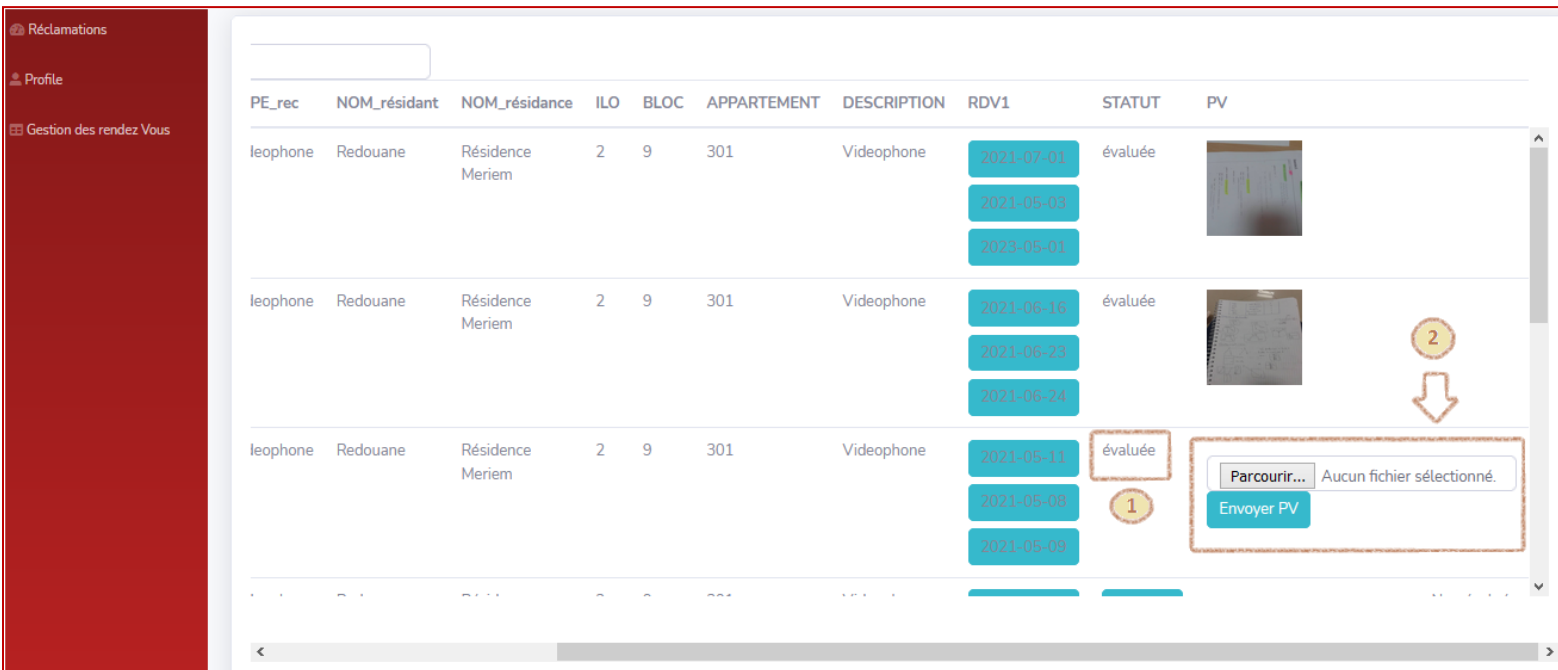 Réclamations
Profile
Gestion des rendez Vous
PE_rec NOM_résidant NOM_résidance ILO BLOC APPARTEMENT DESCRIPTION RDV1 STATUT PV
leophone Redouane Résidence 2 9 301 Videophone 2021-07-01 évaluée
Meriem
2021-05-03
2023-05-01
leophone Redouane Résidence 2 9 301 Videophone 2021-06-16 évaluée
Meriem
2021-06-23
2
2021-06-24
leophone Redouane Résidence 2 9 301 Videophone 2021-05-11 évaluée
Meriem
Parcourir... Aucun fichier sélectionné.
2021-05-08 1 Envoyer PV
2021-05-09